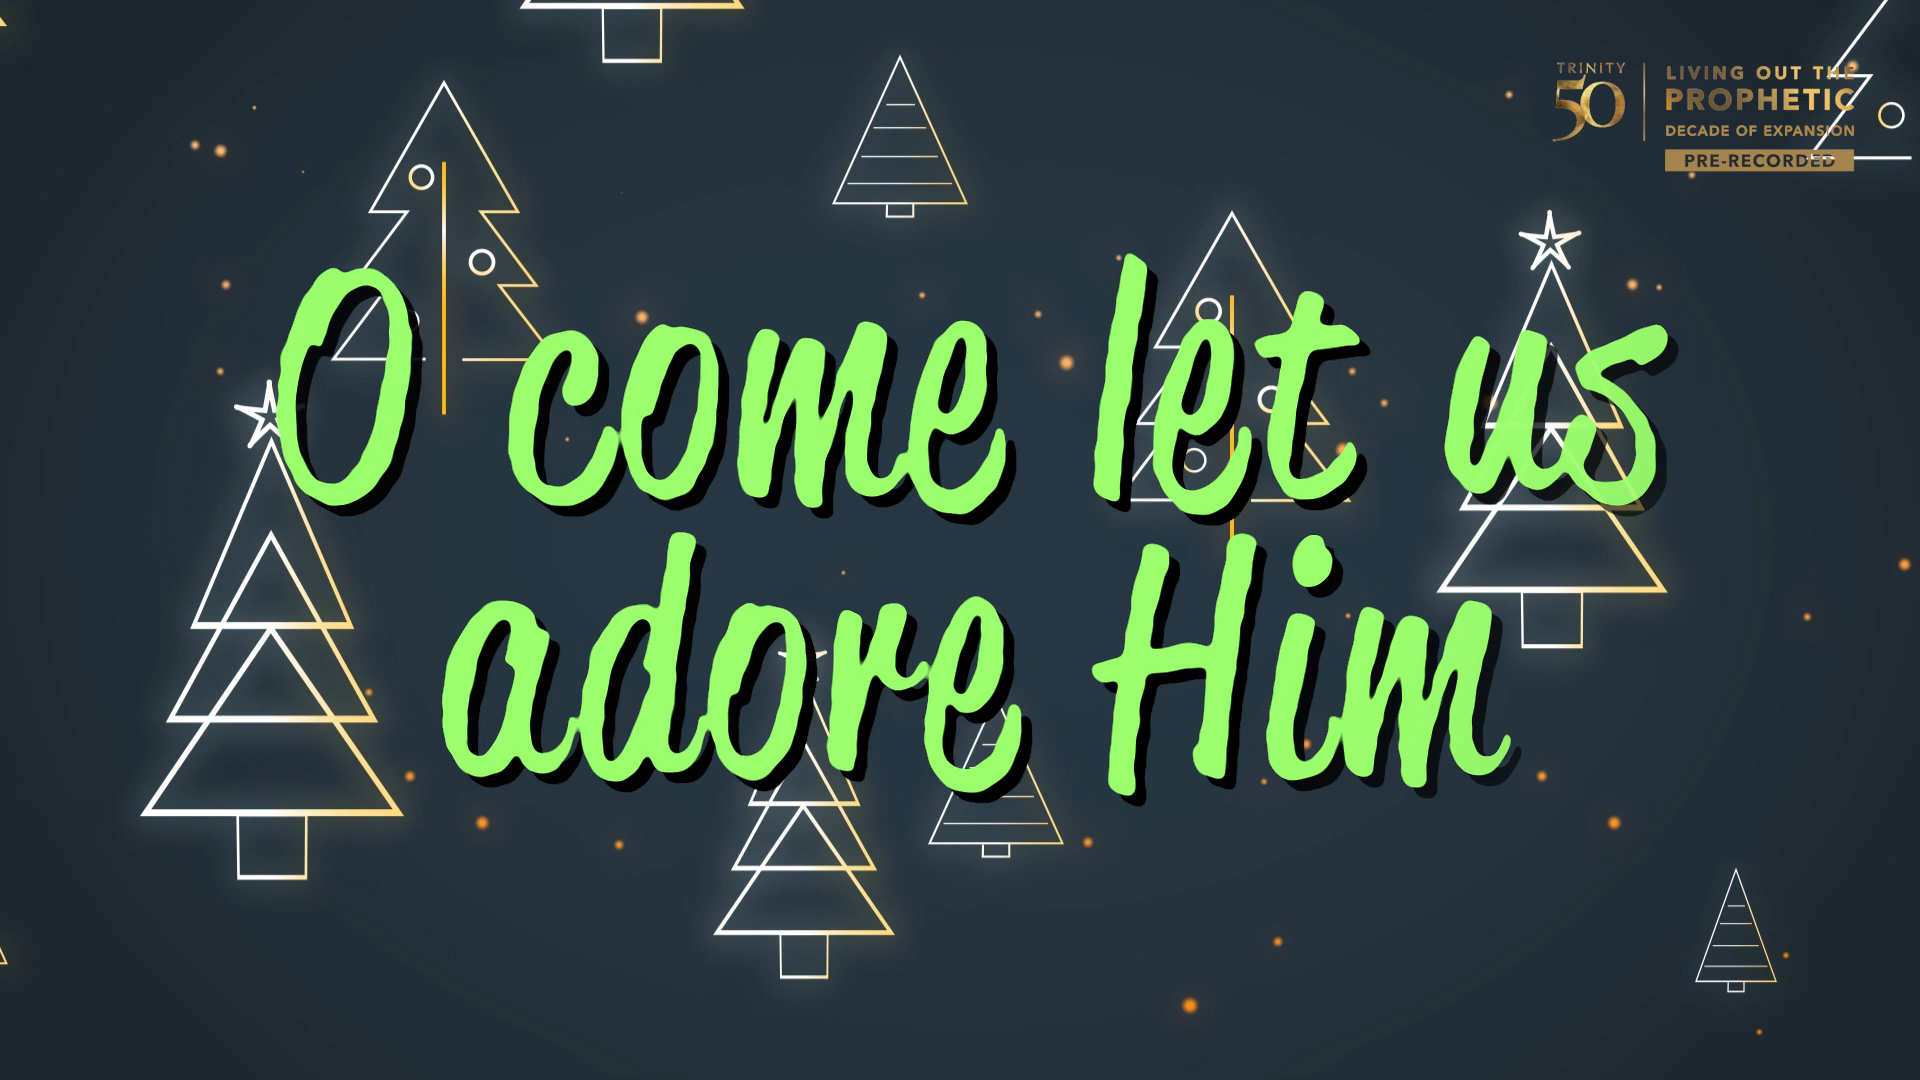 TRINITY
50
LIVING OUT THE
PROPHETIC
DECADE OF EXPANSION
PRE-RECORDED
O come let us
adore Him